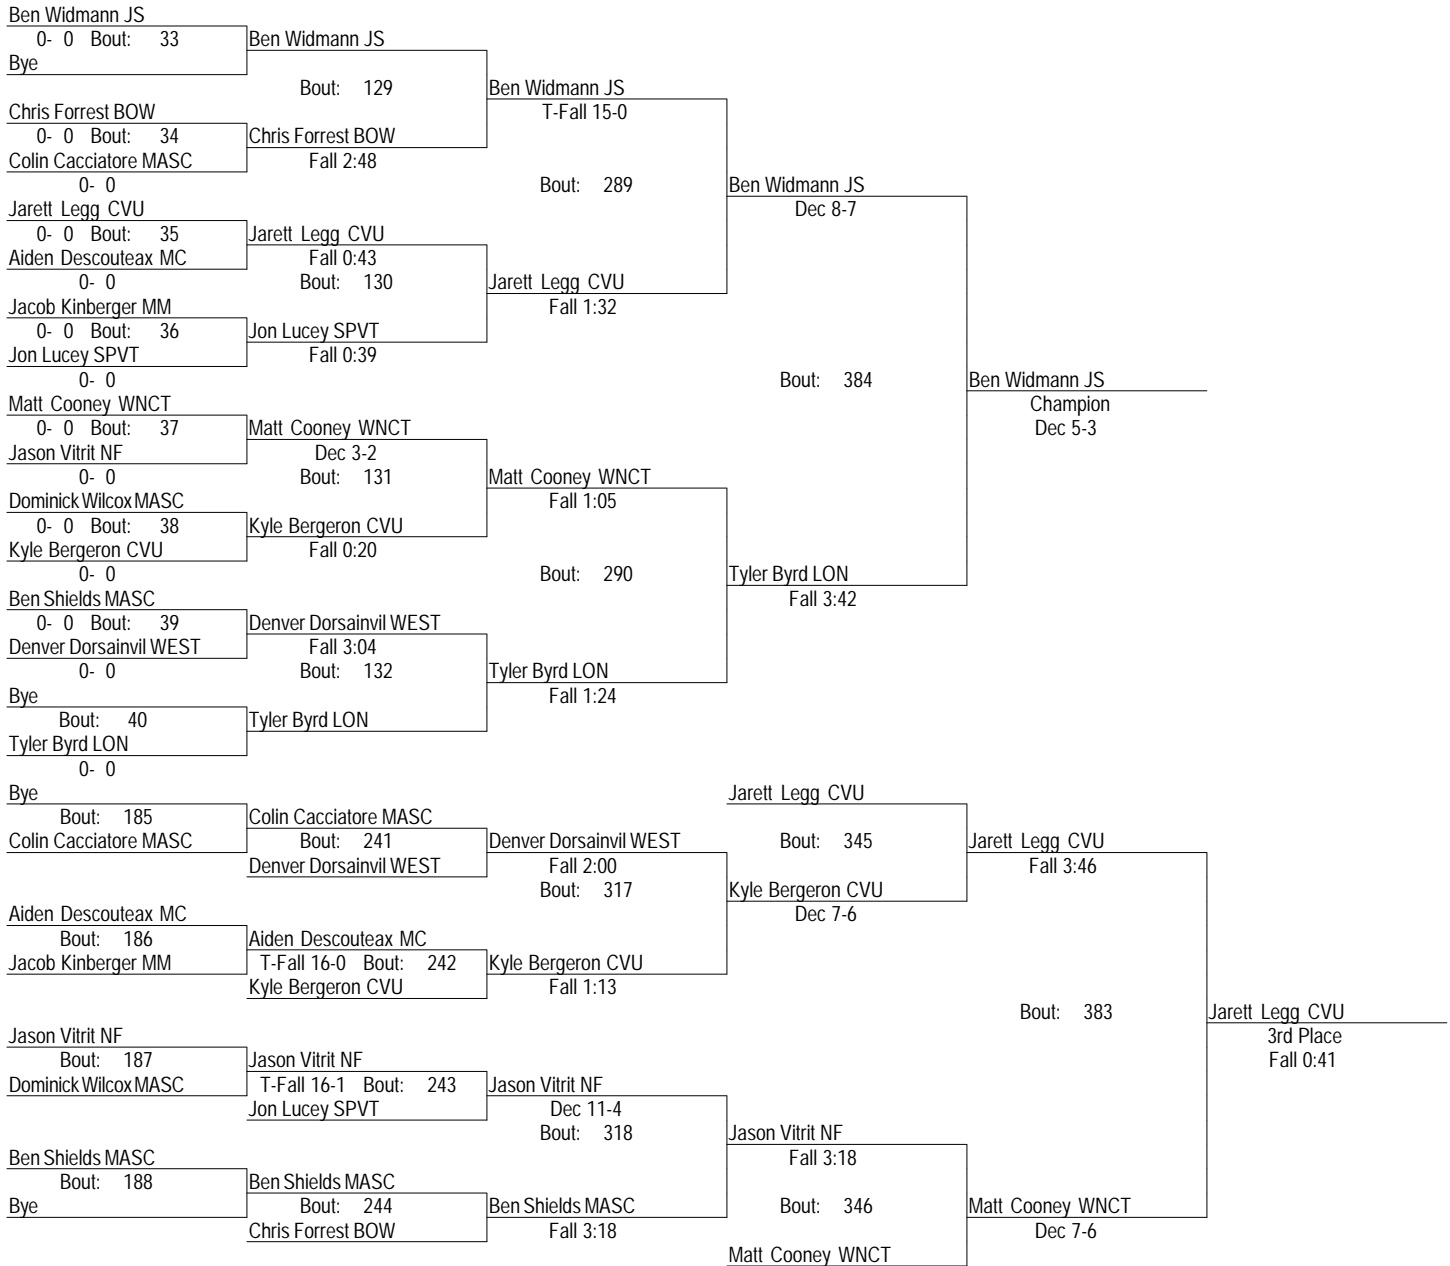 Ben Widmann JS
0- 0 Bout: 33 Ben Widmann JS
Bye
Bout: 129 Ben Widmann JS
Chris Forrest BOW T-Fall 15-0
0- 0 Bout: 34 Chris Forrest BOW
Colin Cacciatore MASC Fall 2:48
0- 0 Bout: 289 Ben Widmann JS
Jarett Legg CVU Dec 8-7
0- 0 Bout: 35 Jarett Legg CVU
Aiden Descouteax MC Fall 0:43
0- 0 Bout: 130 Jarett Legg CVU
Jacob Kinberger MM Fall 1:32
0- 0 Bout: 36 Jon Lucey SPVT
Jon Lucey SPVT Fall 0:39
0- 0 Bout: 384 Ben Widmann JS
Matt Cooney WNCT Champion
0- 0 Bout: 37 Matt Cooney WNCT Dec 5-3
Jason Vitrit NF Dec 3-2
0- 0 Bout: 131 Matt Cooney WNCT
Dominick Wilcox MASC Fall 1:05
0- 0 Bout: 38 Kyle Bergeron CVU
Kyle Bergeron CVU Fall 0:20
0- 0 Bout: 290 Tyler Byrd LON
Ben Shields MASC Fall 3:42
0- 0 Bout: 39 Denver Dorsainvil WEST
Denver Dorsainvil WEST Fall 3:04
0- 0 Bout: 132 Tyler Byrd LON
Bye Fall 1:24
Bout: 40 Tyler Byrd LON
Tyler Byrd LON
0- 0
Bye Jarett Legg CVU
Bout: 185 Colin Cacciatore MASC
Colin Cacciatore MASC Bout: 241 Denver Dorsainvil WEST Bout: 345 Jarett Legg CVU
Denver Dorsainvil WEST Fall 2:00 Fall 3:46
Bout: 317 Kyle Bergeron CVU
Aiden Descouteax MC Dec 7-6
Bout: 186 Aiden Descouteax MC
Jacob Kinberger MM T-Fall 16-0 Bout: 242 Kyle Bergeron CVU
Kyle Bergeron CVU Fall 1:13
Bout: 383 Jarett Legg CVU
Jason Vitrit NF 3rd Place
Bout: 187 Jason Vitrit NF Fall 0:41
Dominick Wilcox MASC T-Fall 16-1 Bout: 243 Jason Vitrit NF
Jon Lucey SPVT Dec 11-4
Bout: 318 Jason Vitrit NF
Ben Shields MASC Fall 3:18
Bout: 188 Ben Shields MASC
Bye Bout: 244 Ben Shields MASC Bout: 346 Matt Cooney WNCT
Chris Forrest BOW Fall 3:18 Dec 7-6
Matt Cooney WNCT